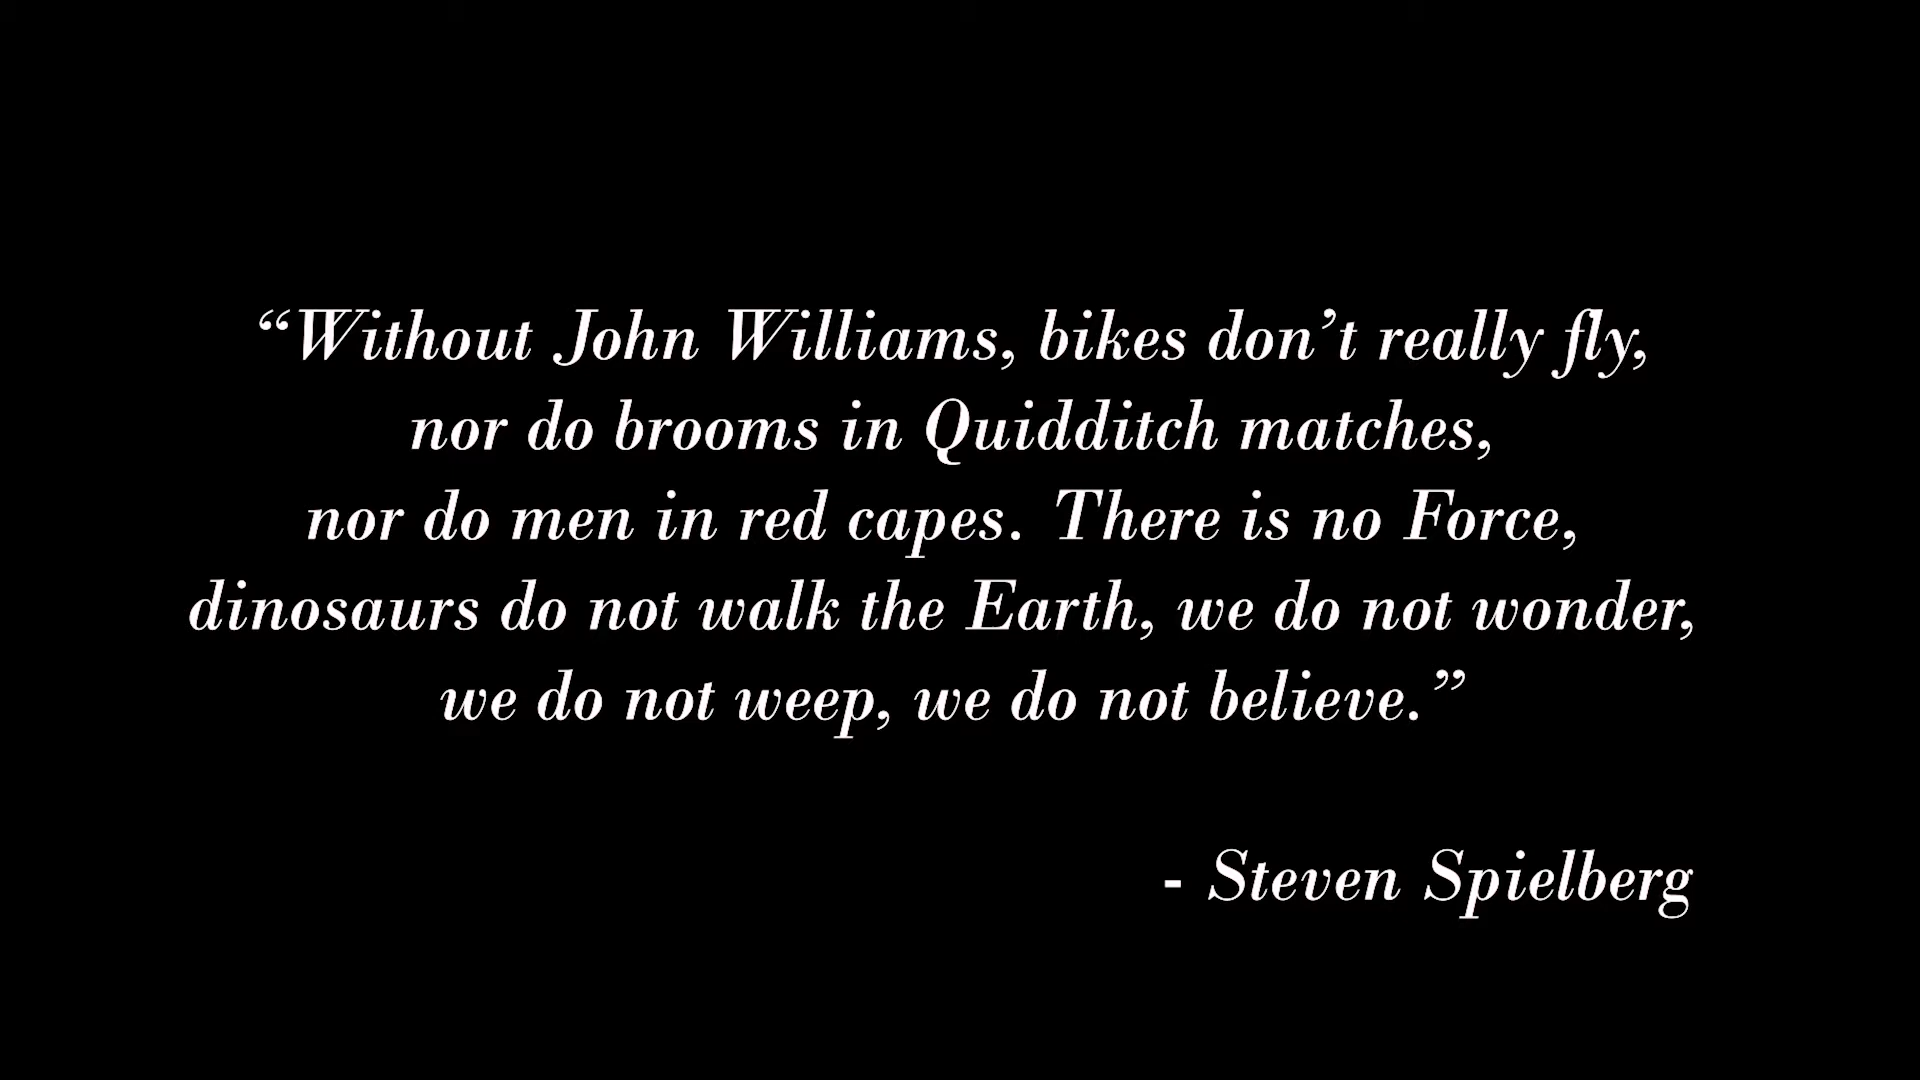 “Without John Williams, bikes don’t really fly,
nor do brooms in Quidditch matches,
nor do men in red capes. There is no Force,
dinosaurs do not walk the Earth, we do not wonder,
we do not weep, we do not believe.”
- Steven Spielberg